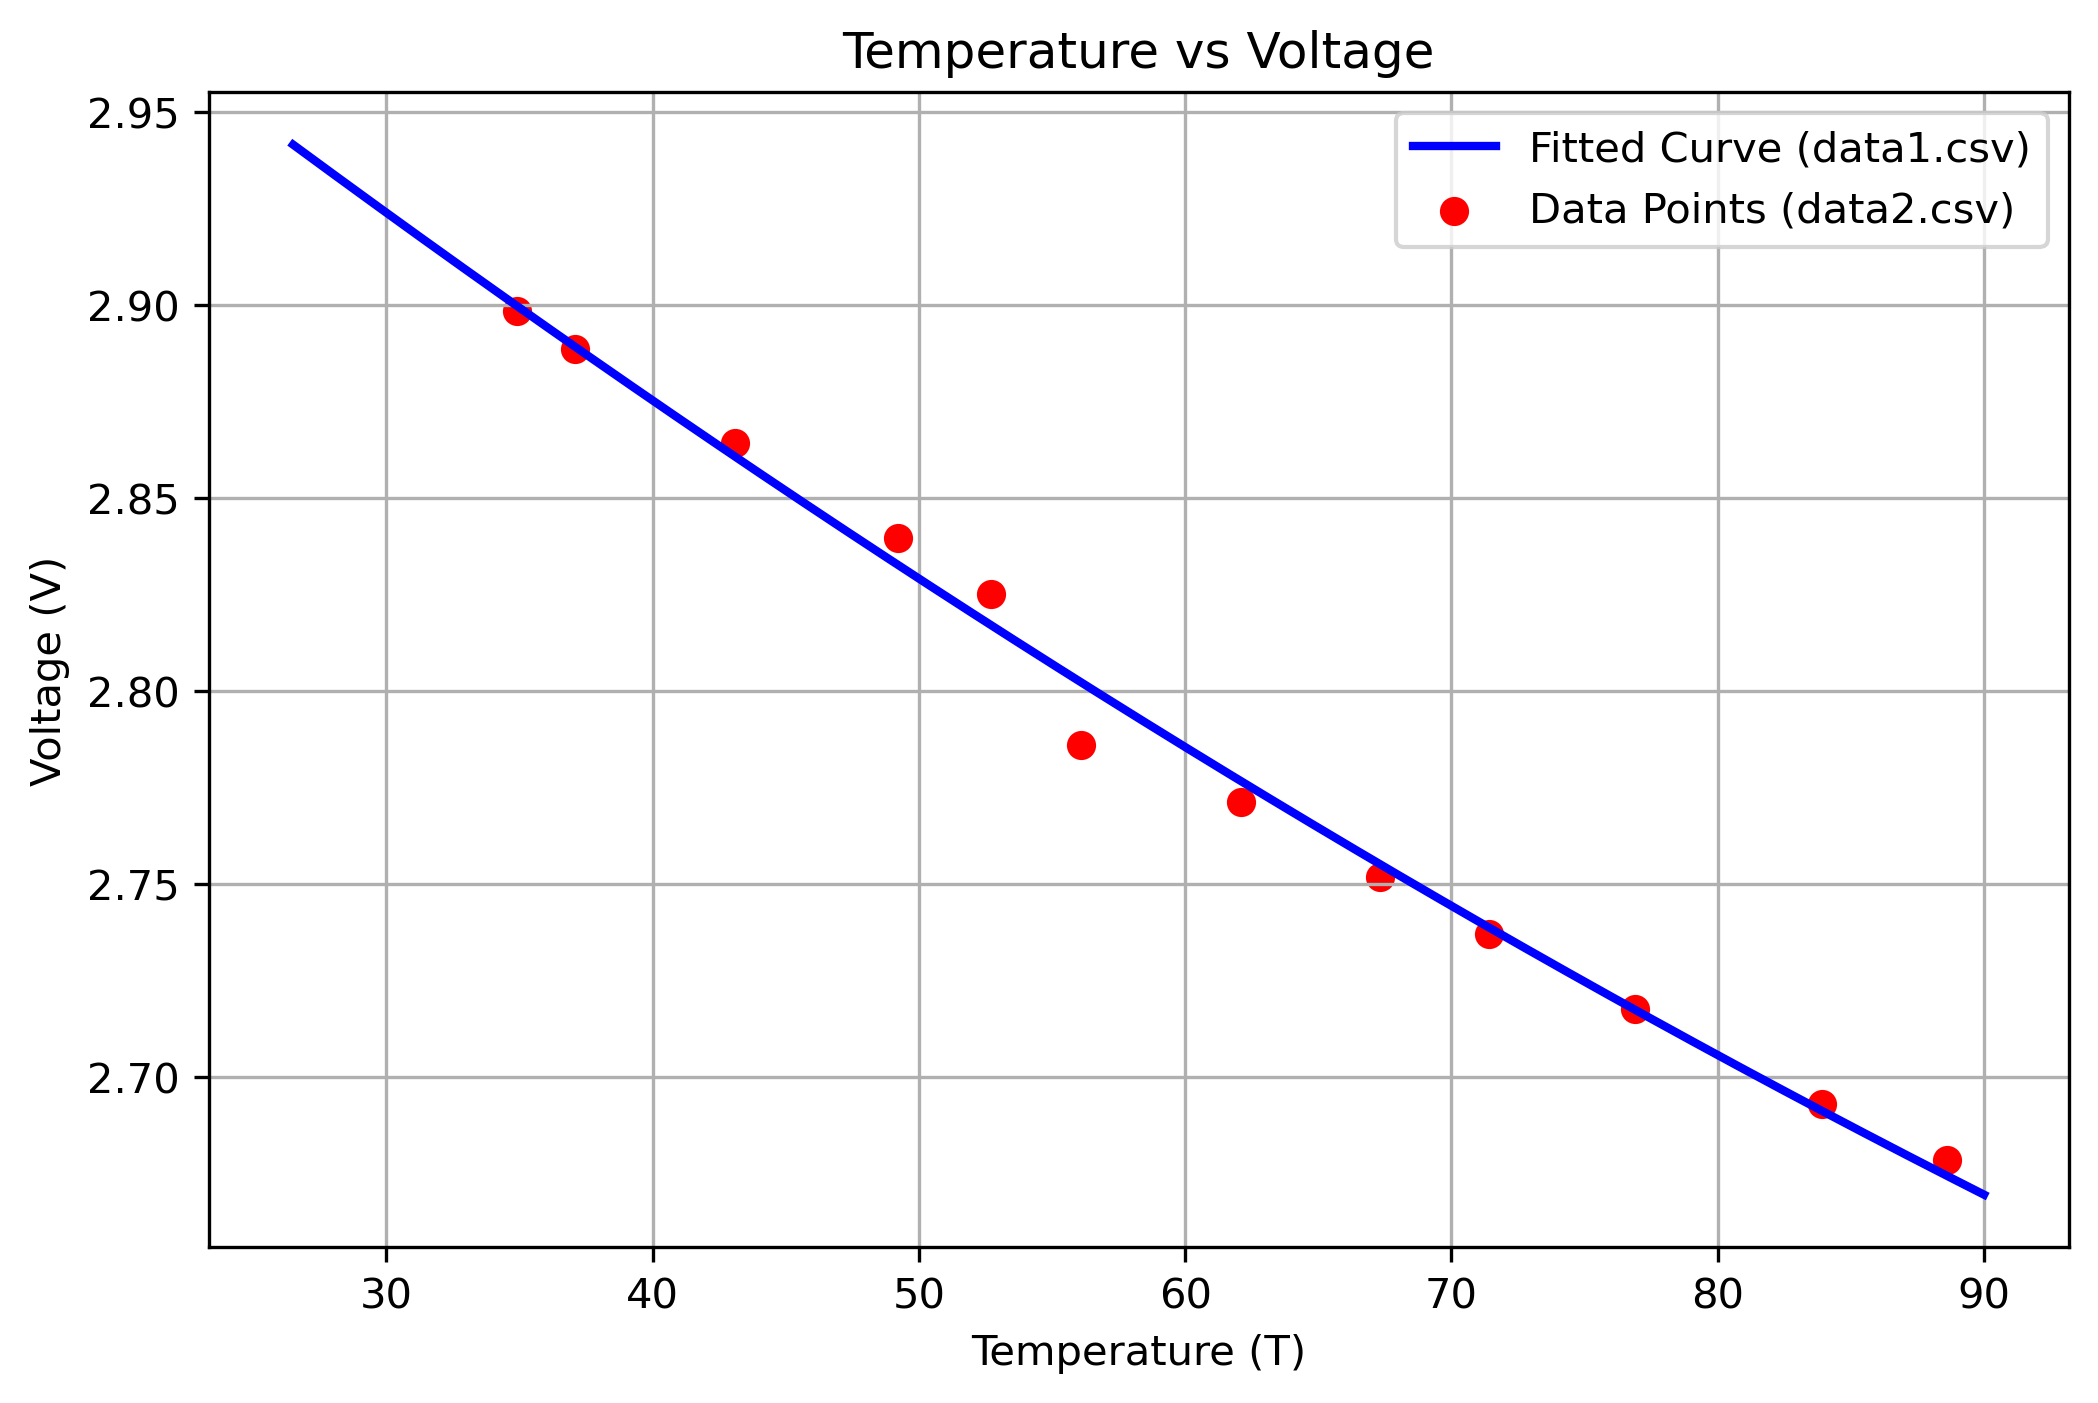 Temperature vs Voltage
Fitted Curve (data1.csv)
Data Points (data2.csv)
Voltage (V)
2.95
2.90
2.85
2.80
2.75
2.70
30 40 50 60 70 80 90
Temperature (T)